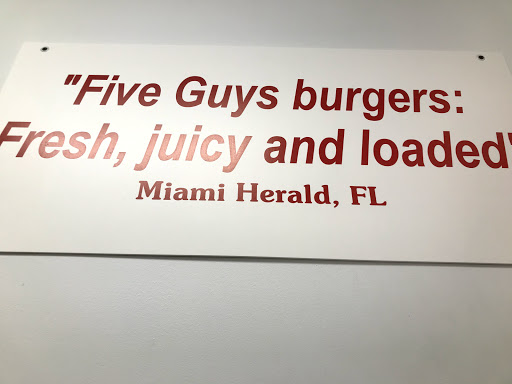 "Five Guys burgers:
Fresh, juicy and loaded"
Miami Herald, FL